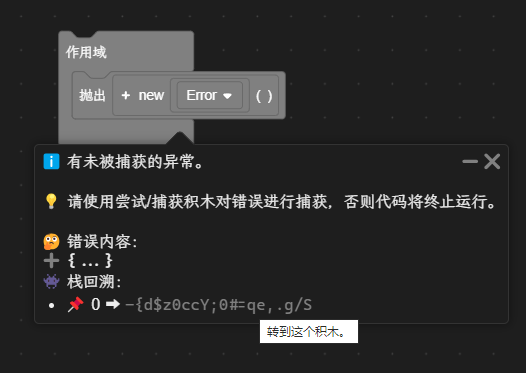 作用域
抛出 + new Error ▾ ( )
ℹ️ 有未被捕获的异常。
💡 请使用尝试/捕获积木对错误进行捕获，否则代码将终止运行。
🤔 错误内容：
➕ { ... }
👾 栈回溯：
• 📌 0 ➡ −{d$z0ccY;0#=qe,.g/S
转到这个积木。